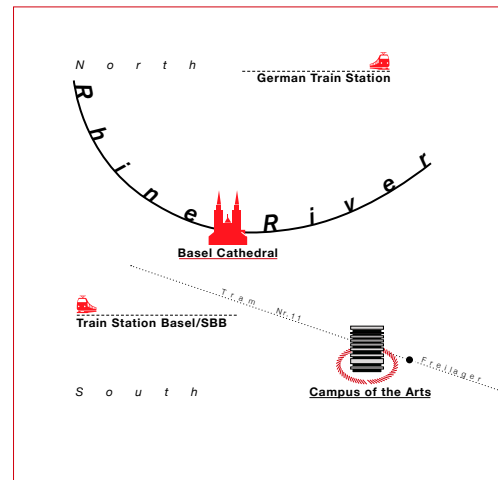 North
German Train Station
Rhine River
Basel Cathedral
Tram Nr.11
Train Station Basel/SBB
Freilager
South
Campus of the Arts